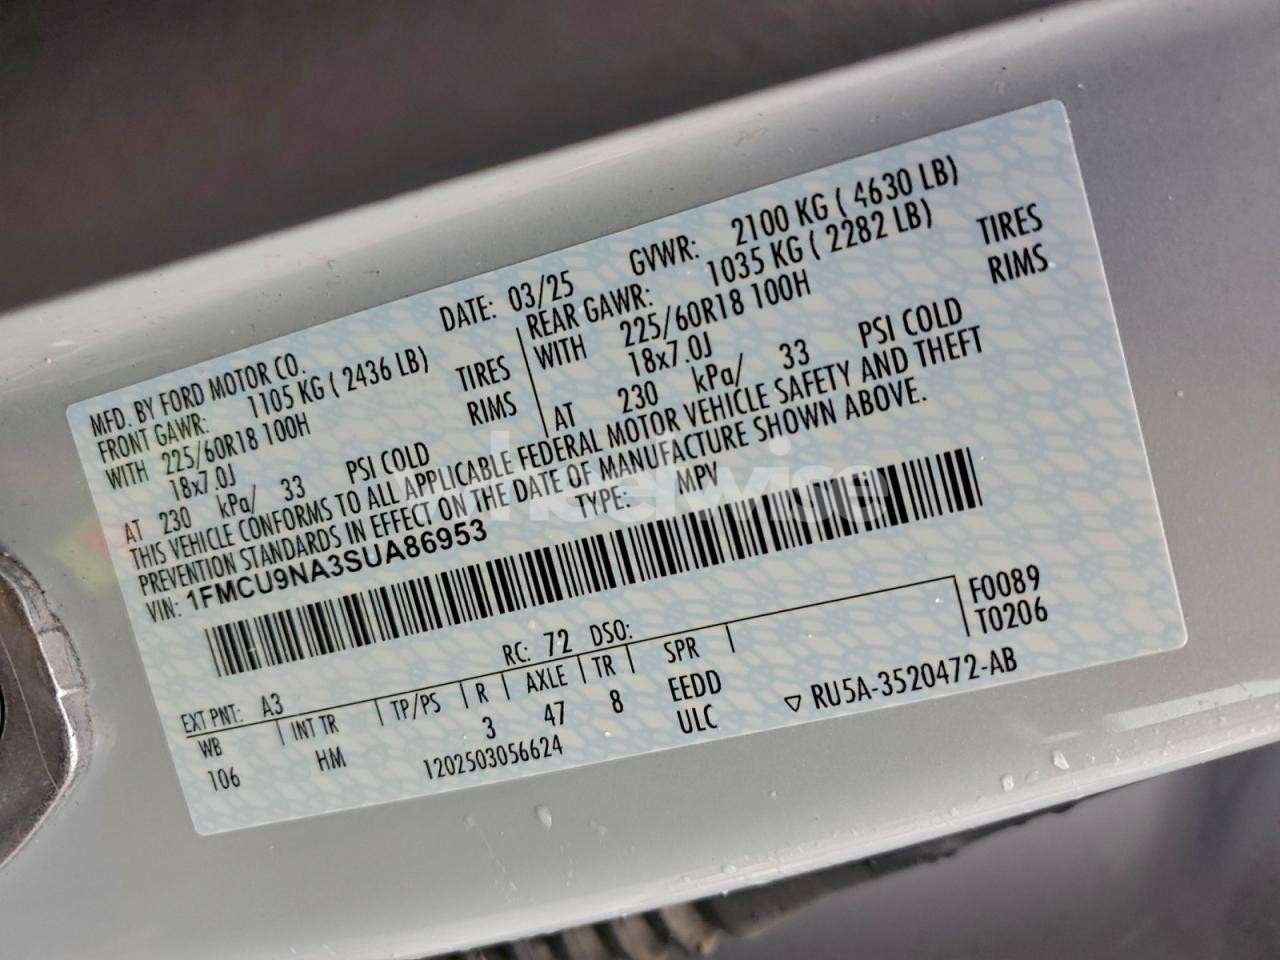 MFD. BY FORD MOTOR CO.
DATE: 03/25 GVWR: 2100 KG ( 4630 LB)
FRONT GAWR: 1105 KG ( 2436 LB) REAR GAWR: 1035 KG ( 2282 LB)
WITH 225/60R18 100H TIRES WITH 225/60R18 100H TIRES
18x7.0J RIMS 18x7.0J RIMS
AT 230 kPa/ 33 PSI COLD AT 230 kPa/ 33 PSI COLD
THIS VEHICLE CONFORMS TO ALL APPLICABLE FEDERAL MOTOR VEHICLE SAFETY AND THEFT
PREVENTION STANDARDS IN EFFECT ON THE DATE OF MANUFACTURE SHOWN ABOVE.
VIN: 1FMCU9NA3SUA86953 TYPE: MPV
EXT PNT: A3 RC: 72 DSO: F0089
WB INT TR TP/PS R AXLE TR SPR T0206
106 HM 3 47 8 EEDD
1202503056624 ULC ▽ RU5A-3520472-AB
wheelwise